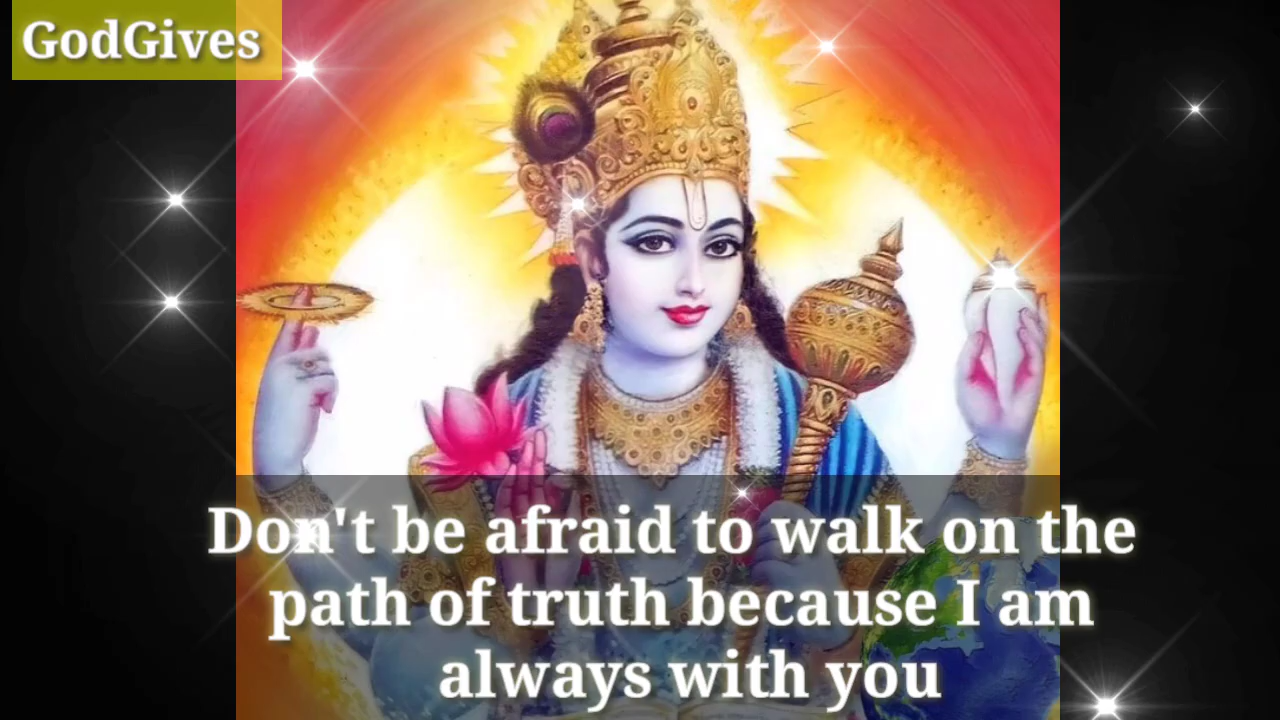 GodGives
Don't be afraid to walk on the
path of truth because I am
always with you